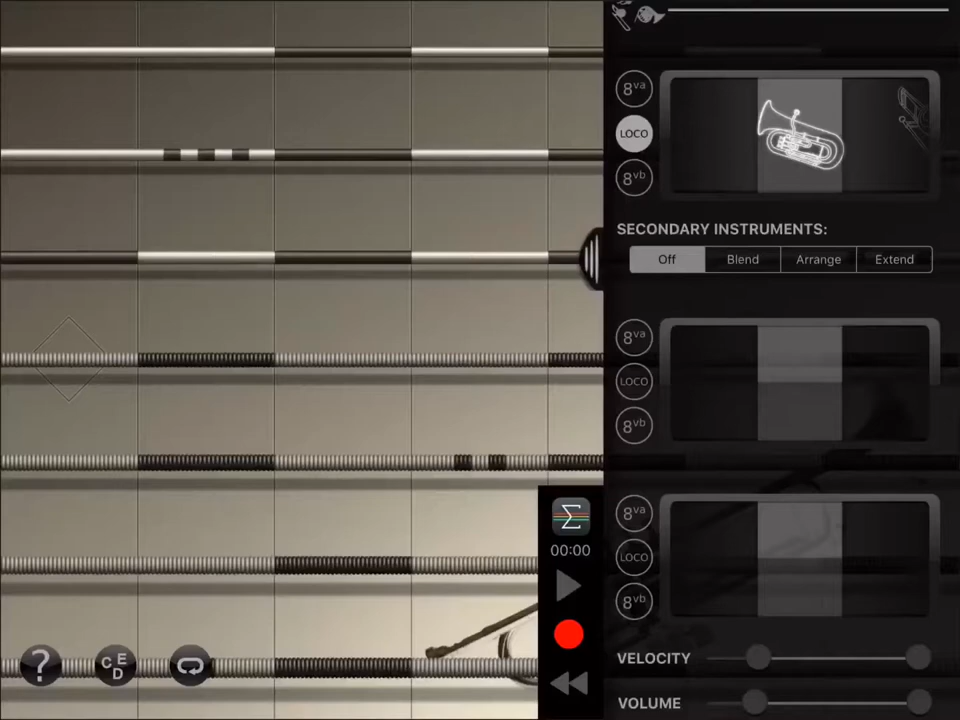 8va
LOCO
8vb
SECONDARY INSTRUMENTS:
Off Blend Arrange Extend
8va
LOCO
8vb
Σ
00:00
8va
LOCO
8vb
? C E D
VELOCITY
VOLUME